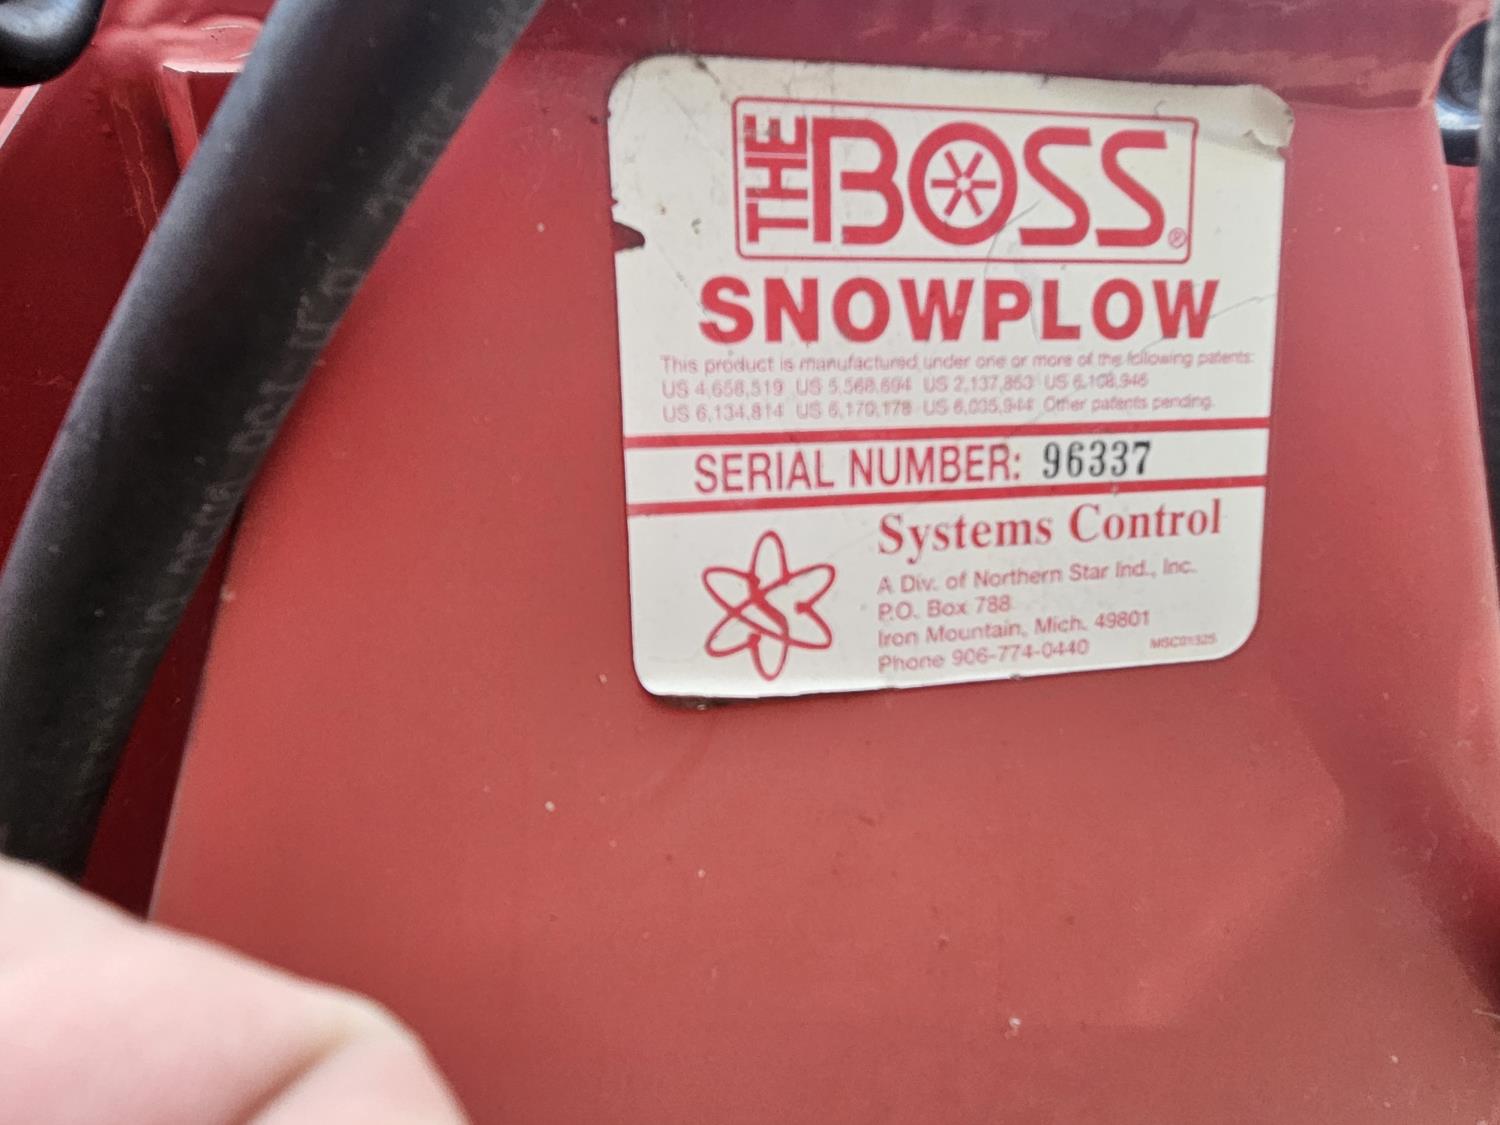 THE BOSS®
SNOWPLOW
This product is manufactured under one or more of the following patents:
US 4,658,519 US 5,568,694 US 2,137,853 US 6,108,946
US 6,134,814 US 6,170,178 US 6,035,944 Other patents pending.
SERIAL NUMBER: 96337
Systems Control
A Div. of Northern Star Ind., Inc.
P.O. Box 788
Iron Mountain, Mich. 49801
Phone 906-774-0440
MSC01325